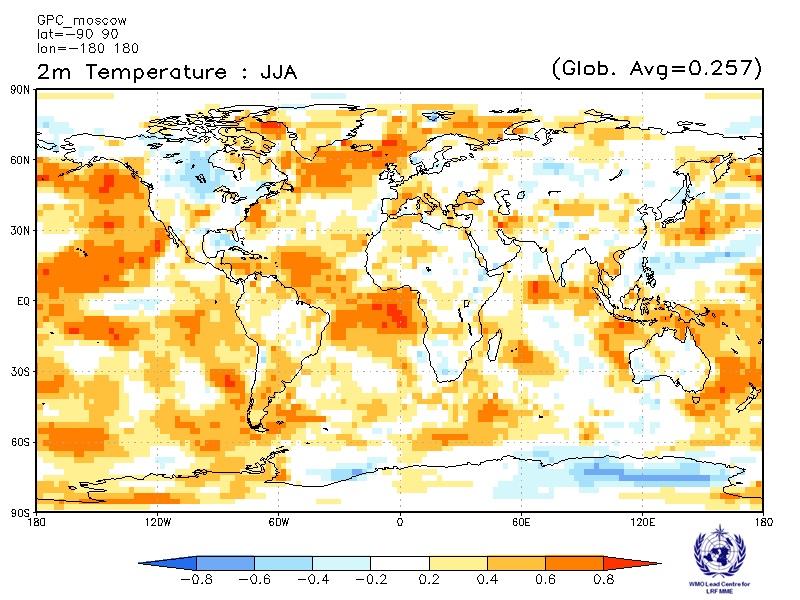 GPC_moscow
lat=-90 90
lon=-180 180
2m Temperature : JJA
(Glob. Avg=0.257)
90N
60N
30N
EQ
30S
60S
90S
180 120W 60W 0 60E 120E 180
-0.8 -0.6 -0.4 -0.2 0.2 0.4 0.6 0.8
WMO Lead Centre for
LRF MME